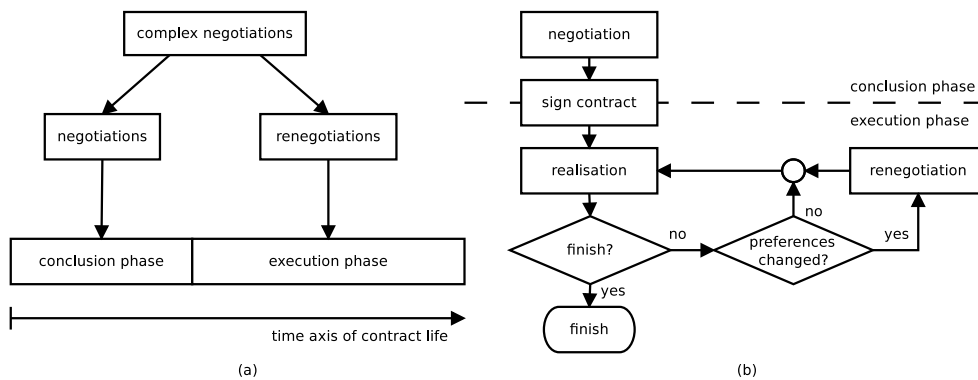 complex negotiations
negotiations
renegotiations
conclusion phase
execution phase
time axis of contract life
(a)
negotiation
sign contract
conclusion phase
execution phase
realisation
renegotiation
finish?
no
preferences
changed?
no
yes
yes
finish
(b)